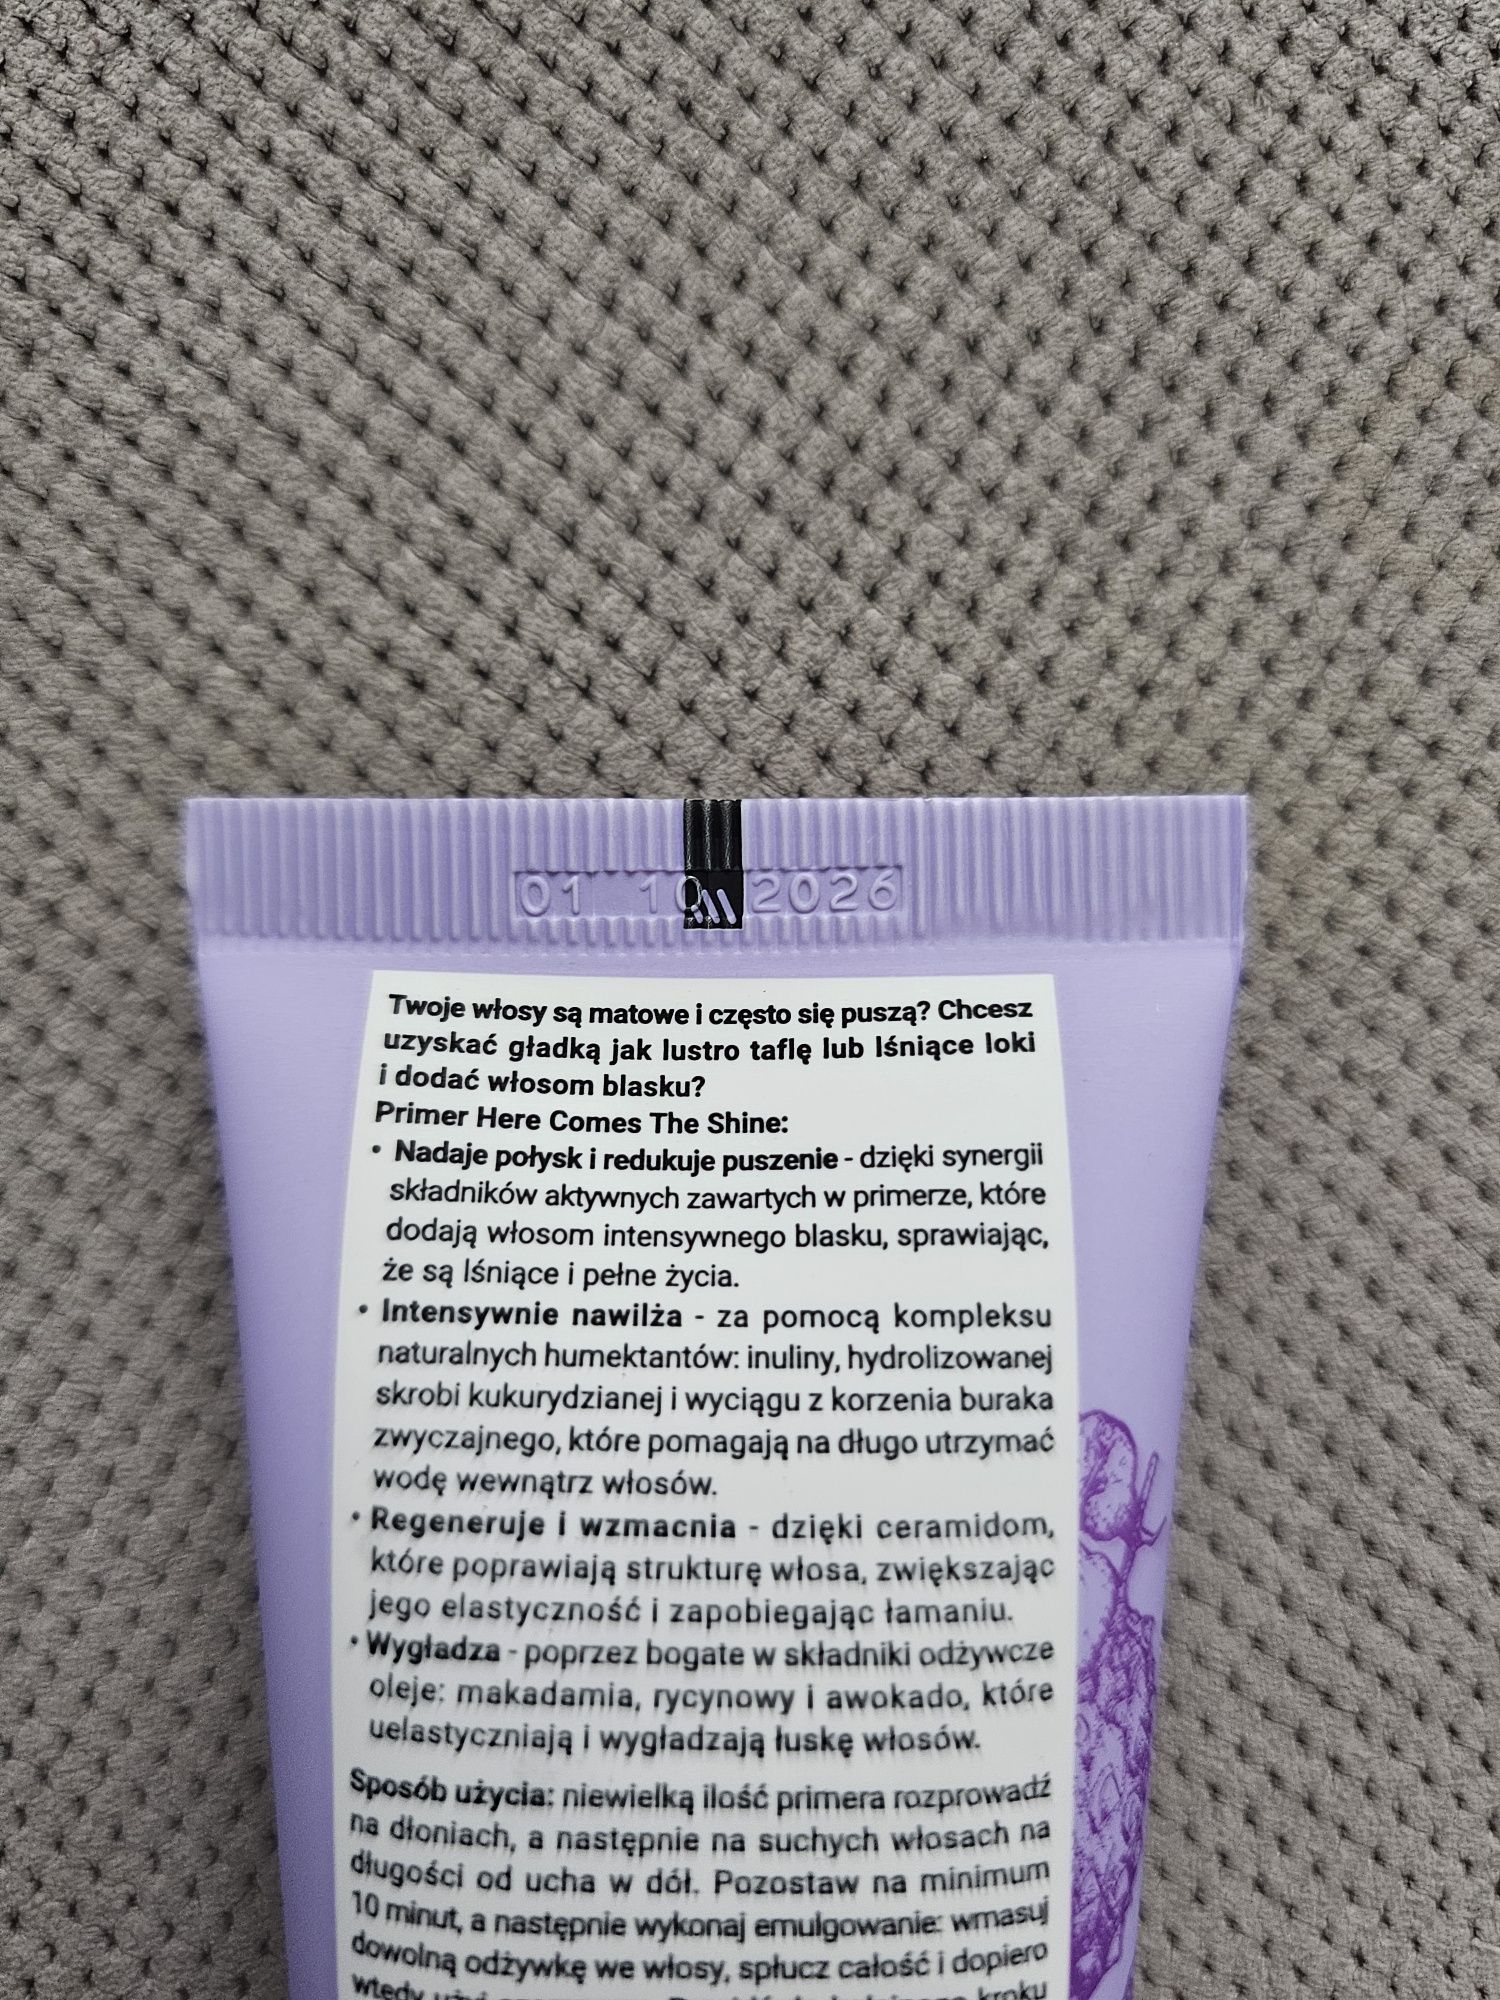 01 10 2026
Twoje włosy są matowe i często się puszą? Chcesz
uzyskać gładką jak lustro taflę lub lśniące loki
i dodać włosom blasku?
Primer Here Comes The Shine:
• Nadaje połysk i redukuje puszenie - dzięki synergii
składników aktywnych zawartych w primerze, które
dodają włosom intensywnego blasku, sprawiając,
że są lśniące i pełne życia.
• Intensywnie nawilża - za pomocą kompleksu
naturalnych humektantów: inuliny, hydrolizowanej
skrobi kukurydzianej i wyciągu z korzenia buraka
zwyczajnego, które pomagają na długo utrzymać
wodę wewnątrz włosów.
• Regeneruje i wzmacnia - dzięki ceramidom,
które poprawiają strukturę włosa, zwiększając
jego elastyczność i zapobiegając łamaniu.
• Wygładza - poprzez bogate w składniki odżywcze
oleje: makadamia, rycynowy i awokado, które
uelastyczniają i wygładzają łuskę włosów.
Sposób użycia: niewielką ilość primera rozprowadź
na dłoniach, a następnie na suchych włosach na
długości od ucha w dół. Pozostaw na minimum
10 minut, a następnie wykonaj emulgowanie: wmasuj
dowolną odżywkę we włosy, spłucz całość i dopiero
wtedy kroku